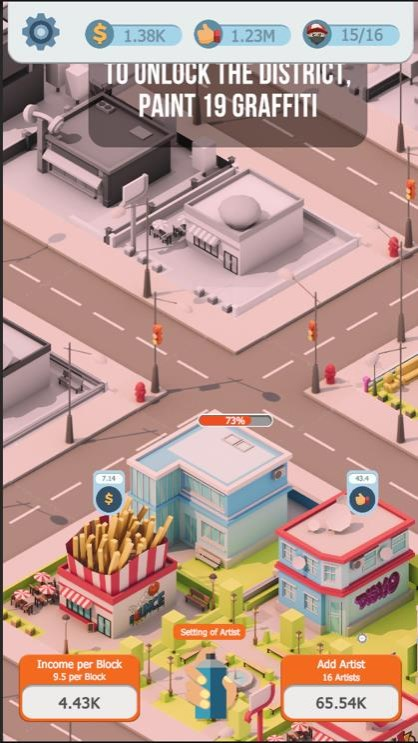 1.38K
1.23M
15/16
TO UNLOCK THE DISTRICT,
PAINT 19 GRAFFITI
73%
7.14
43.4
Setting of Artist
Income per Block
9.5 per Block
4.43K
Add Artist
16 Artists
65.54K